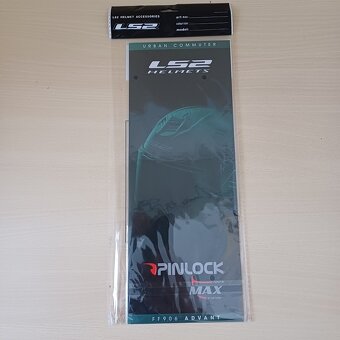 LS2 HELMET ACCESSORIES
LS2
URBAN COMMUTER
LS2
HELMETS
PINLOCK
MAX
FF906 ADVANT